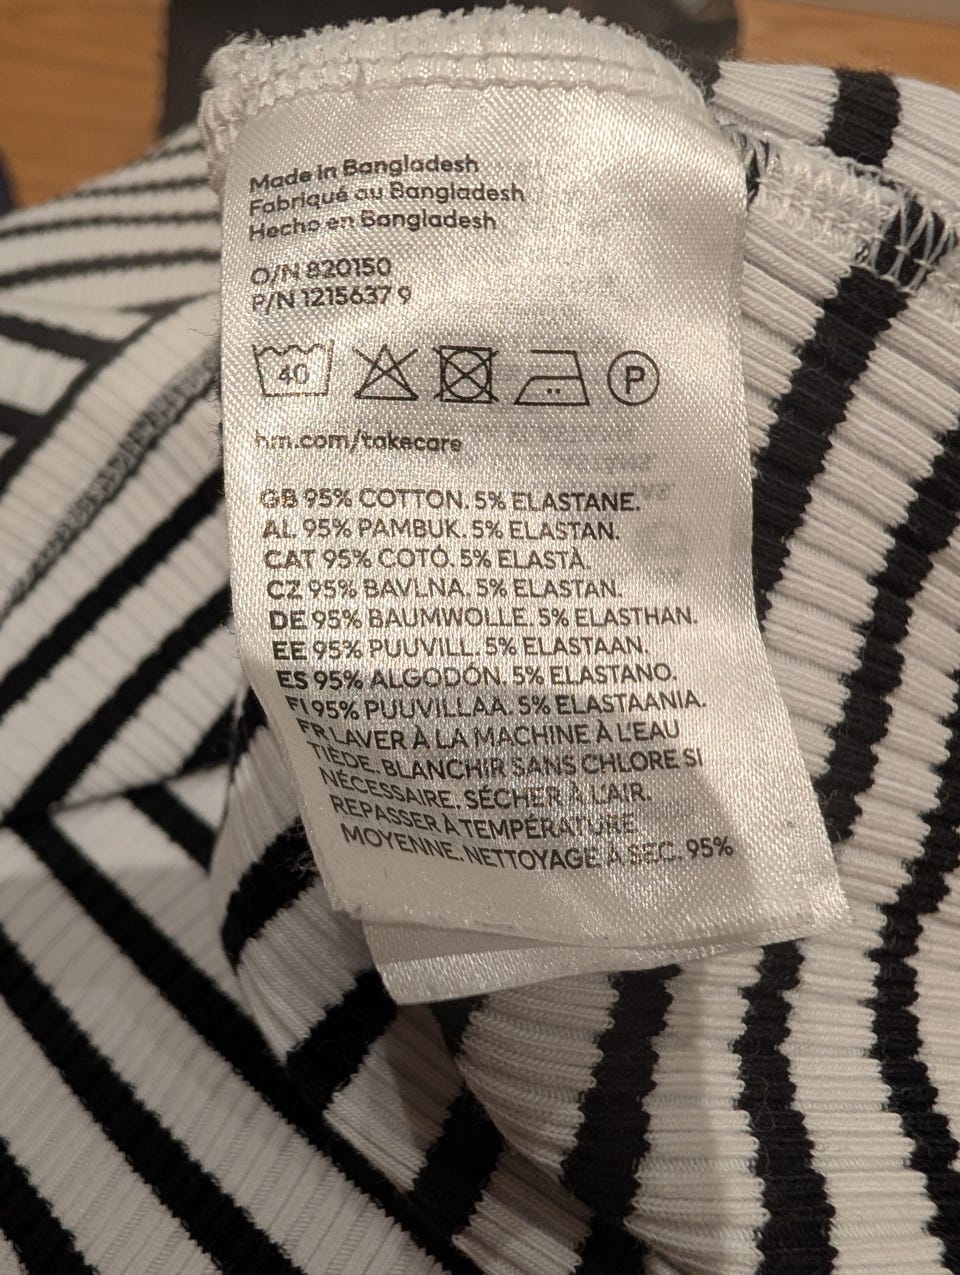 Made in Bangladesh
Fabriqué au Bangladesh
Hecho en Bangladesh
O/N 820150
P/N 12156379
40
P
hm.com/takecare
GB 95% COTTON. 5% ELASTANE.
AL 95% PAMBUK. 5% ELASTAN.
CAT 95% COTÓ. 5% ELASTÀ.
CZ 95% BAVLNA. 5% ELASTAN.
DE 95% BAUMWOLLE. 5% ELASTHAN.
EE 95% PUUVILL. 5% ELASTAAN.
ES 95% ALGODÓN. 5% ELASTANO.
FI 95% PUUVILLAA. 5% ELASTAANIA.
FR LAVER À LA MACHINE À L'EAU
TIÈDE. BLANCHIR SANS CHLORE SI
NÉCESSAIRE. SÉCHER À L'AIR.
REPASSER À TEMPÉRATURE
MOYENNE. NETTOYAGE À SEC. 95%